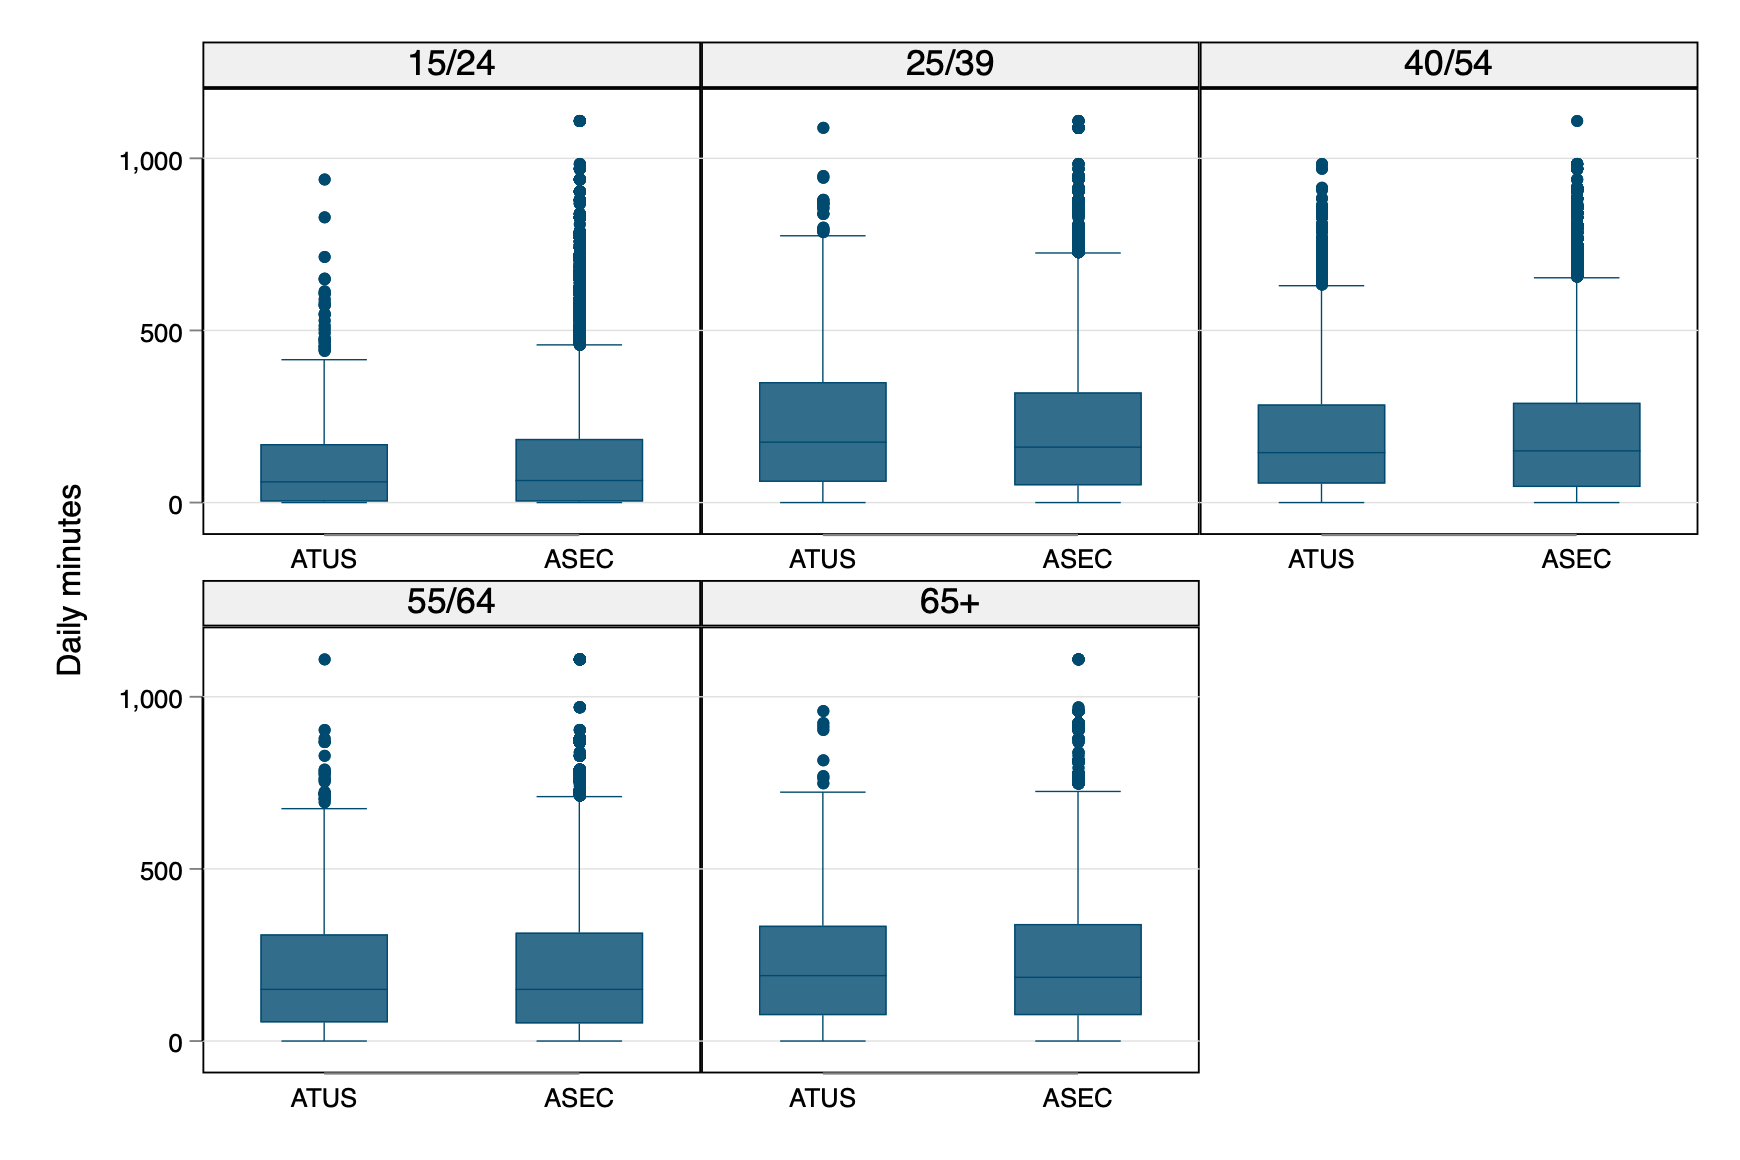 15/24 25/39 40/54
1,000
500
0
ATUS ASEC ATUS ASEC ATUS ASEC
Daily minutes
55/64 65+
1,000
500
0
ATUS ASEC ATUS ASEC